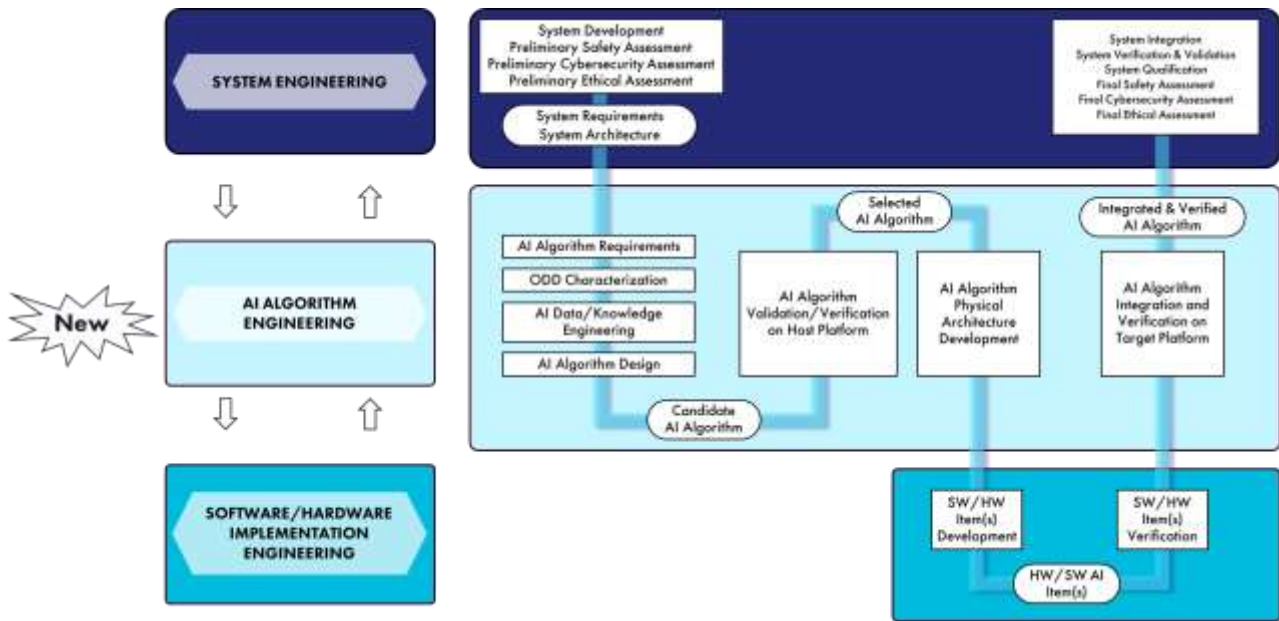 SYSTEM ENGINEERING
System Development
Preliminary Safety Assessment
Preliminary Cybersecurity Assessment
Preliminary Ethical Assessment
System Requirements
System Architecture
System Integration
System Verification & Validation
System Qualification
Final Safety Assessment
Final Cybersecurity Assessment
Final Ethical Assessment
New
AI ALGORITHM
ENGINEERING
AI Algorithm Requirements
ODD Characterization
AI Data/Knowledge
Engineering
AI Algorithm Design
Candidate
AI Algorithm
AI Algorithm
Validation/Verification
on Host Platform
Selected
AI Algorithm
AI Algorithm
Physical
Architecture
Development
Integrated & Verified
AI Algorithm
AI Algorithm
Integration and
Verification on
Target Platform
SOFTWARE/HARDWARE
IMPLEMENTATION
ENGINEERING
SW/HW
Item(s)
Development
HW/SW AI
Item(s)
SW/HW
Item(s)
Verification